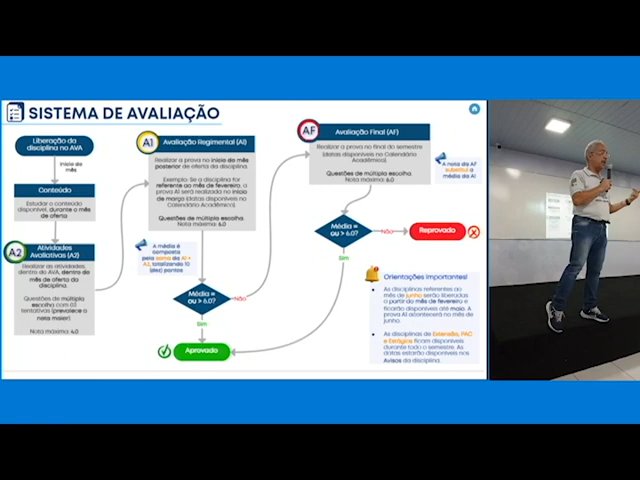 SISTEMA DE AVALIAÇÃO
Liberação da
disciplina no AVA
Início do
mês
Conteúdo
Estudar o conteúdo
disponível, durante o mês
de oferta
A2
Atividades
Avaliativas (A2)
Realizar as atividades,
dentro do AVA, dentro do
mês de oferta da
disciplina.
Questões de múltipla
escolha com 03
tentativas (prevalece a
nota maior)
Nota máxima: 4.0
A1
Avaliação Regimental (A1)
Realizar a prova no início do mês
posterior de oferta da disciplina.
Exemplo: Se a disciplina for
referente ao mês de fevereiro, a
prova A1 será realizada no início
de março (datas disponíveis no
Calendário Acadêmico)
Questões de múltipla escolha
Nota máxima: 6.0
A média é
composta
pela soma da A1 +
A2, totalizando 10
(dez) pontos
Média =
ou > 6.0?
Não
Sim
Aprovado
AF
Avaliação Final (AF)
Realizar a prova no final do semestre
(datas disponíveis no Calendário
Acadêmico)
Questões de múltipla escolha.
Nota máxima: 6.0
A nota da AF
substitui a
média da A1
Média =
ou > 6.0?
Não
Reprovado
Sim
Orientações Importantes!
As disciplinas referentes ao
mês de junho serão liberadas
a partir do mês de fevereiro e
ficarão disponíveis até maio. A
prova A1 acontecerá no mês de
junho.
As disciplinas de Extensão, PAC
e Estágios ficam disponíveis
durante todo o semestre. As
datas estarão disponíveis nos
Avisos da disciplina.